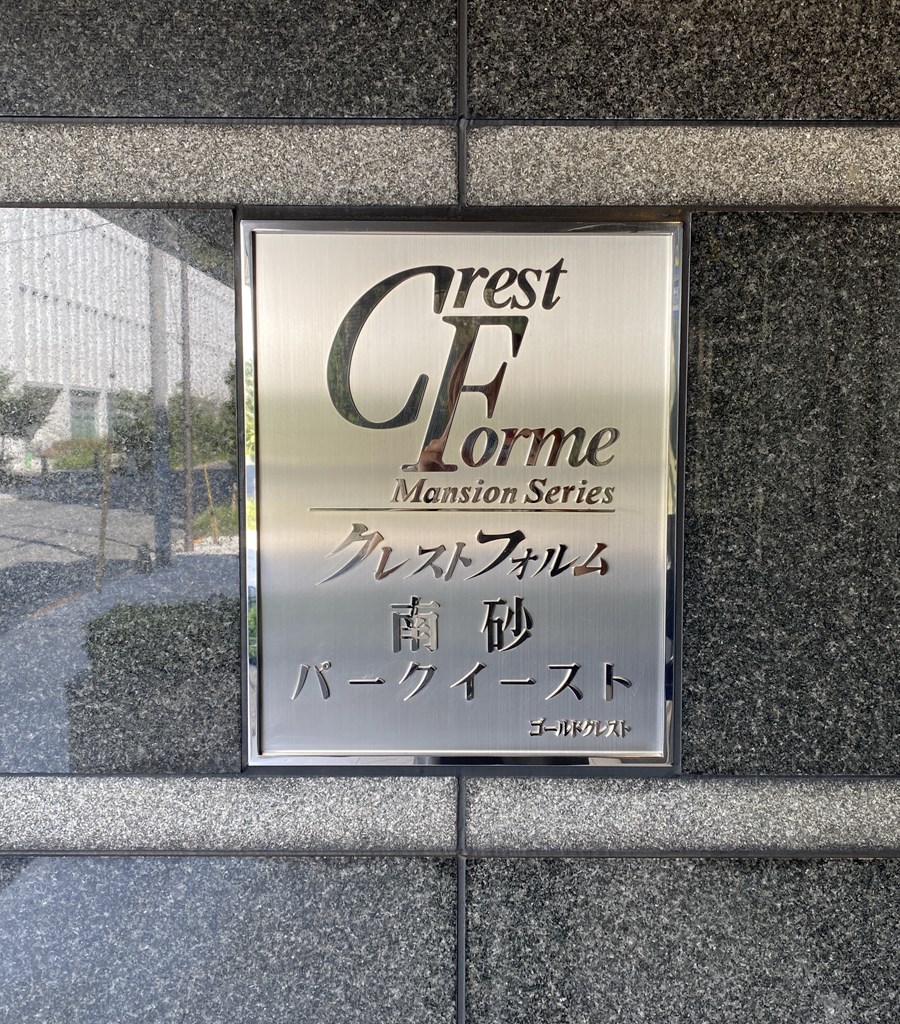 Crest
Forme
Mansion Series
クレストフォルム
南砂
パークイースト
ゴールドクレスト